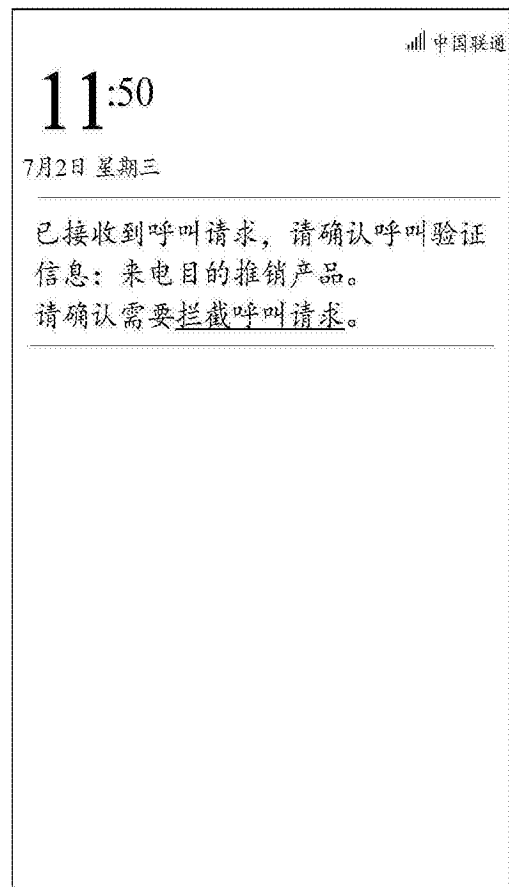 中国联通
11:50
7月2日 星期三
已接收到呼叫请求，请确认呼叫验证
信息：来电目的推销产品。
请确认需要拦截呼叫请求。